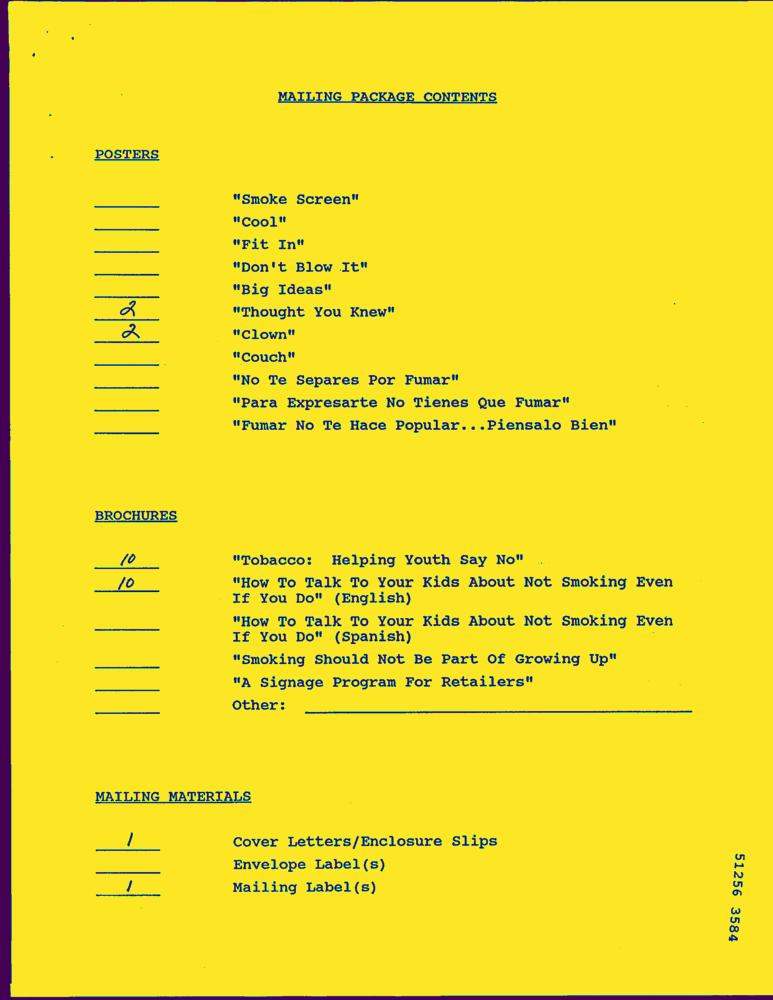 MAILING PACKAGE CONTENTS
POSTERS
"Smoke Screen"
"Cool"
"Fit In"
"Don't Blow It"
"Big Ideas"
2 "Thought You Knew"
2 "Clown"
"Couch"
"No Te Separes Por Fumar"
"Para Expresarte No Tienes Que Fumar"
"Fumar No Te Hace Popular...Piensalo Bien"
BROCHURES
10 "Tobacco: Helping Youth Say No"
10 "How To Talk To Your Kids About Not Smoking Even
If You Do" (English)
"How To Talk To Your Kids About Not Smoking Even
If You Do" (Spanish)
"Smoking Should Not Be Part Of Growing Up"
"A Signage Program For Retailers"
Other:
MAILING MATERIALS
1 Cover Letters/Enclosure Slips
Envelope Label(s)
1 Mailing Label(s)
51256 3584